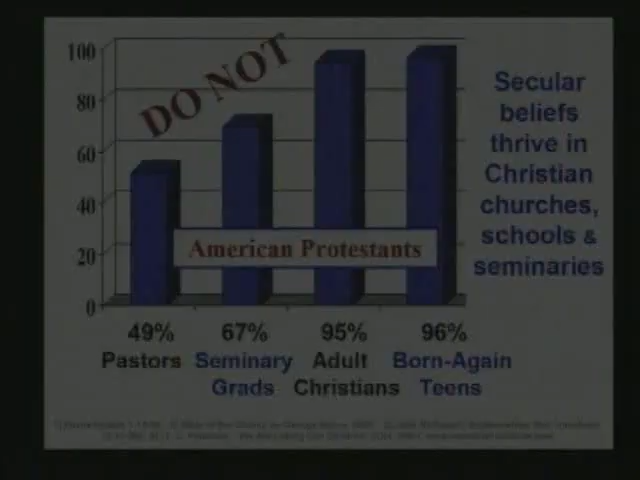 100
80
60
40
20
0
DO NOT
American Protestants
49%
67%
95%
96%
Pastors
Seminary
Grads
Adult
Christians
Born-Again
Teens
Secular
beliefs
thrive in
Christian
churches,
schools &
seminaries